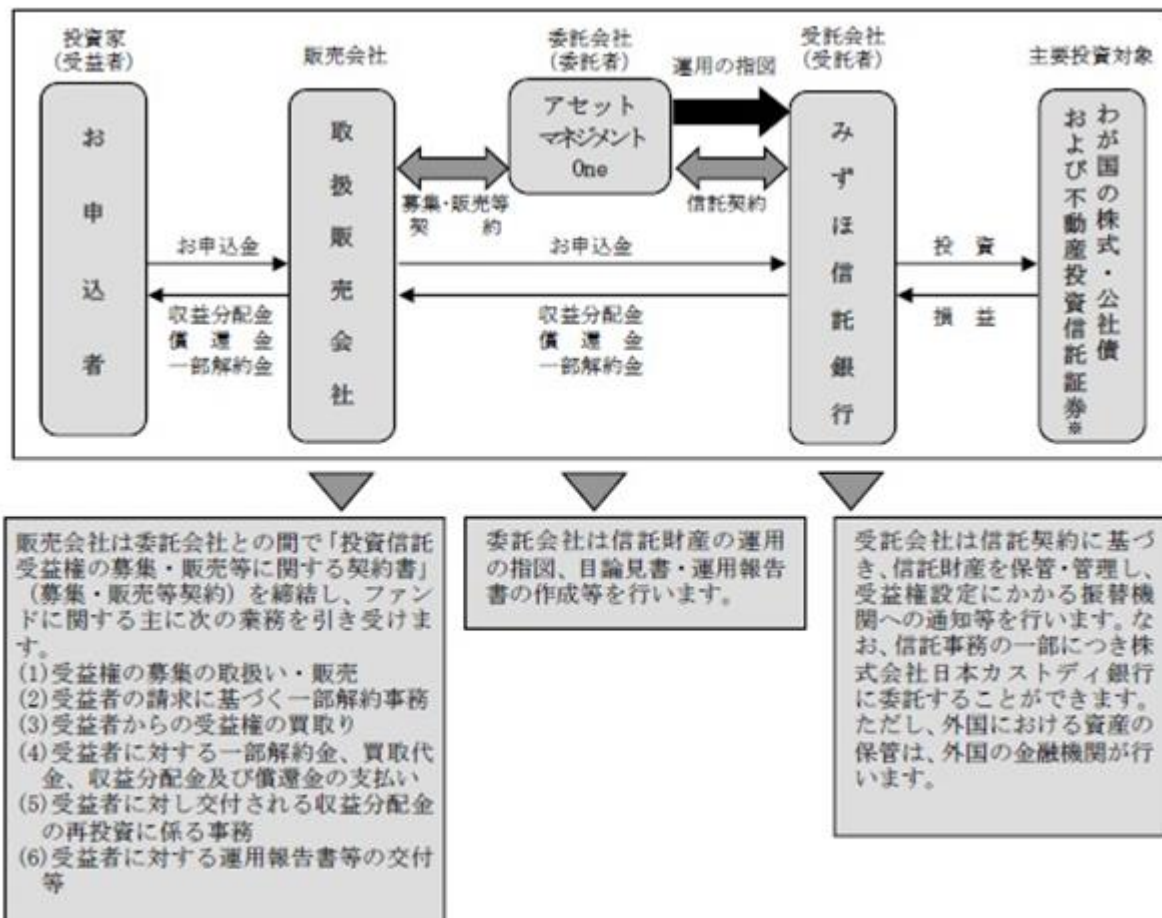 投資家
(受益者)
販売会社
委託会社
(委託者)
運用の指図
受託会社
(受託者)
主要投資対象
お申込者
取扱販売会社
アセット
マネジメント
One
みずほ信託銀行
わが国の株式・公社債
および不動産投資信託証券※
募集・販売等
契約
信託契約
お申込金
収益分配金
償還金
一部解約金
お申込金
収益分配金
償還金
一部解約金
投資
損益
販売会社は委託会社との間で「投資信託
受益権の募集・販売等に関する契約書」
(募集・販売等契約)を締結し、ファン
ドに関する主に次の業務を引き受けま
す。
(1)受益権の募集の取扱い・販売
(2)受益者の請求に基づく一部解約事務
(3)受益者からの受益権の買取り
(4)受益者に対する一部解約金、買取代
金、収益分配金及び償還金の支払い
(5)受益者に対し交付される収益分配金
の再投資に係る事務
(6)受益者に対する運用報告書等の交付
等
委託会社は信託財産の運用
の指図、目論見書・運用報告
書の作成等を行います。
受託会社は信託契約に基づ
き、信託財産を保管・管理し、
受益権設定にかかる振替機
関への通知等を行います。な
お、信託事務の一部につき株
式会社日本カストディ銀行
に委託することができます。
ただし、外国における資産の
保管は、外国の金融機関が行
います。